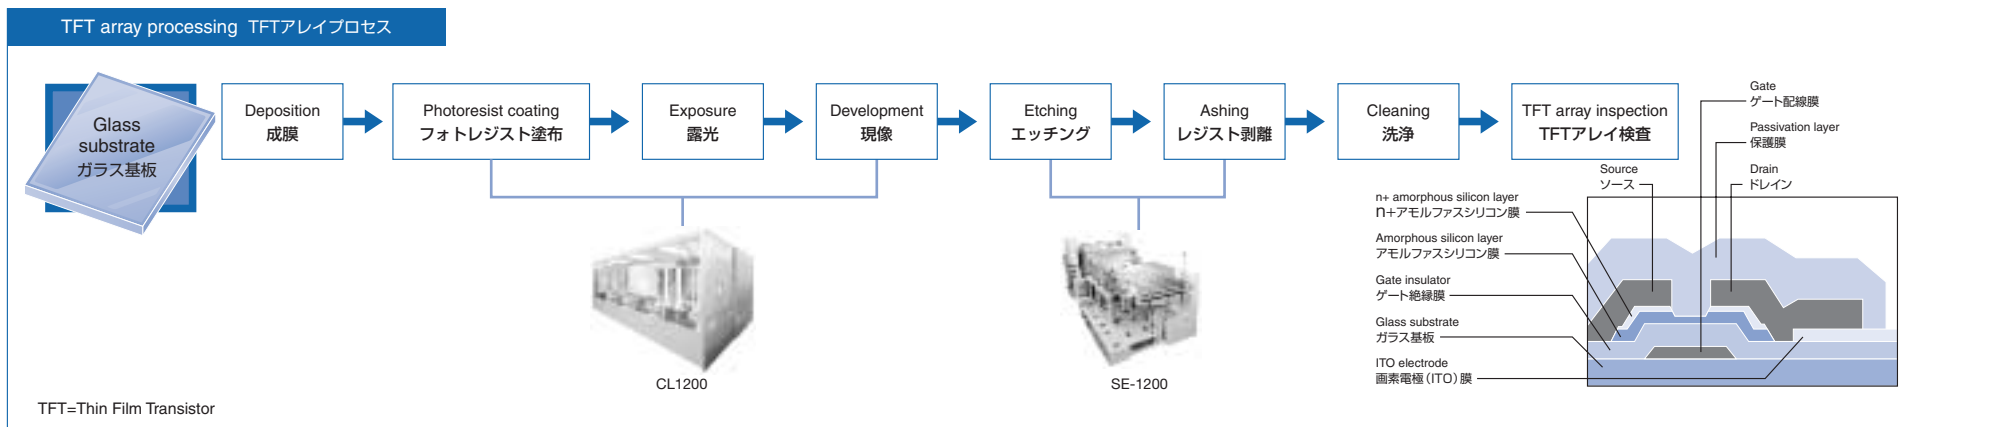 TFT array processing TFTアレイプロセス
Glass
substrate
ガラス基板
Deposition
成膜
Photoresist coating
フォトレジスト塗布
Exposure
露光
Development
現像
Etching
エッチング
Ashing
レジスト剥離
Cleaning
洗浄
TFT array inspection
TFTアレイ検査
CL1200
SE-1200
Gate
ゲート配線膜
Passivation layer
保護膜
Source
ソース
Drain
ドレイン
n+ amorphous silicon layer
n+アモルファスシリコン膜
Amorphous silicon layer
アモルファスシリコン膜
Gate insulator
ゲート絶縁膜
Glass substrate
ガラス基板
ITO electrode
画素電極(ITO)膜
TFT=Thin Film Transistor